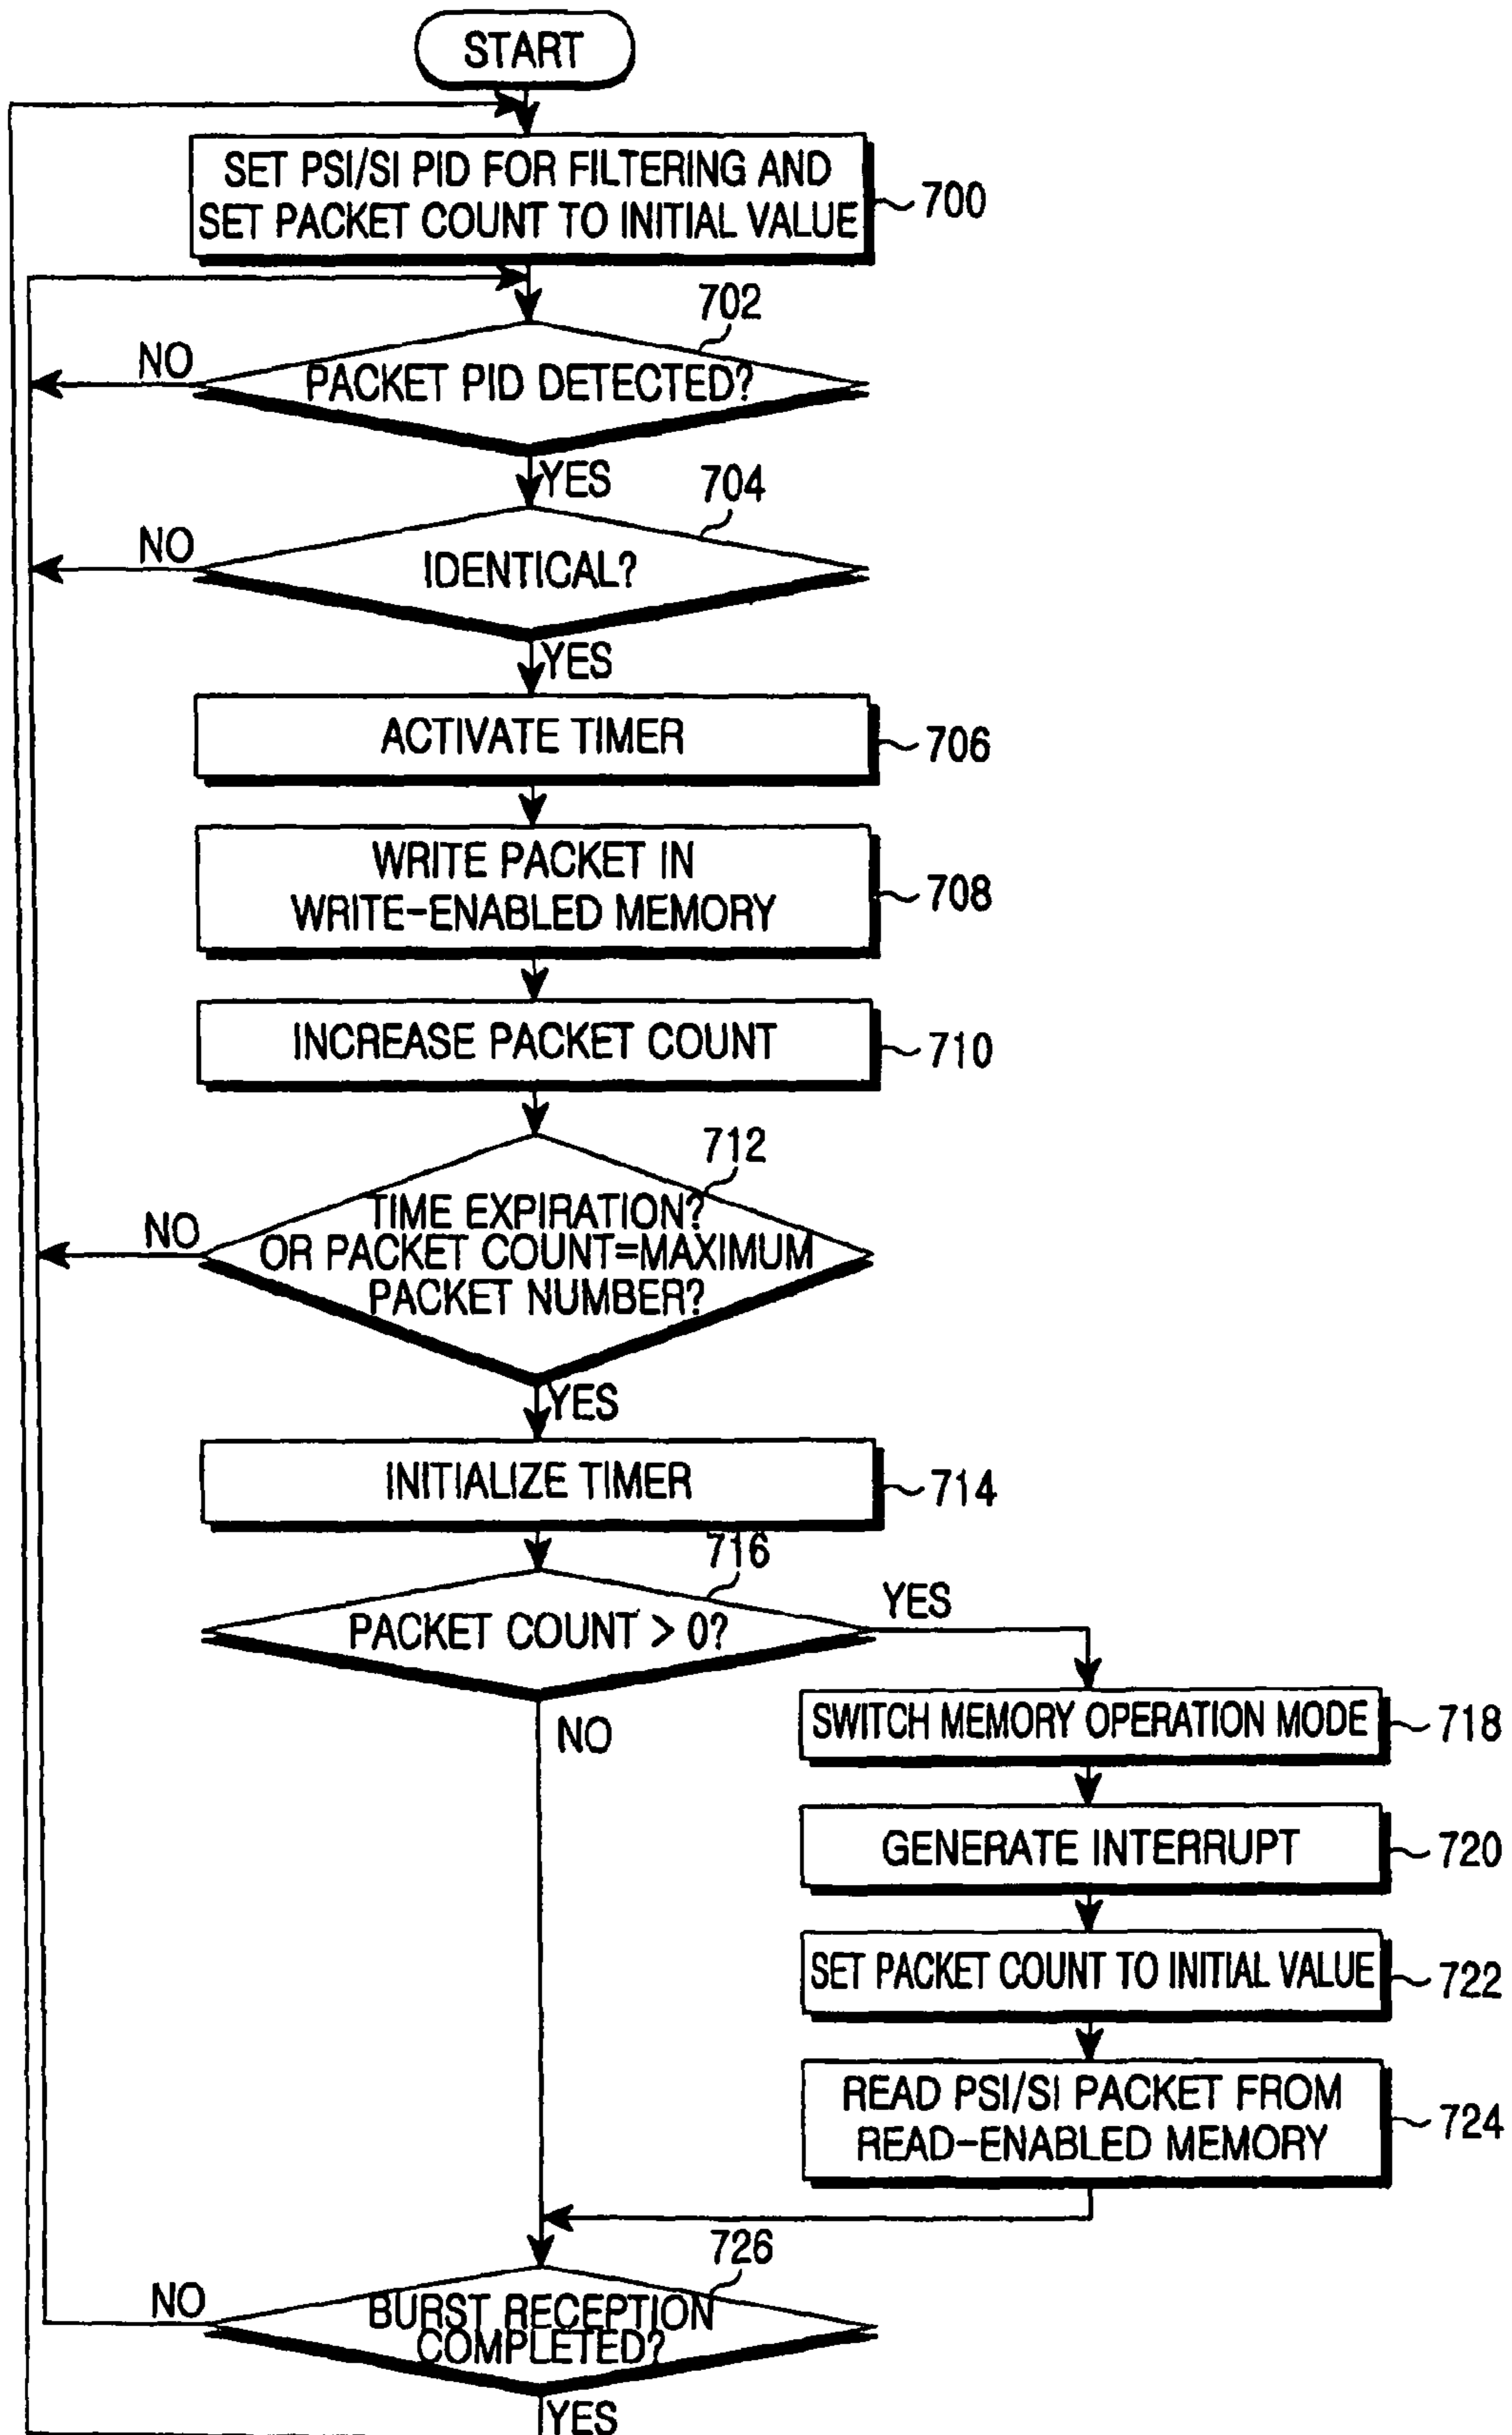 START
SET PSI/SI PID FOR FILTERING AND
SET PACKET COUNT TO INITIAL VALUE
700
702
NO
PACKET PID DETECTED?
YES
704
NO
IDENTICAL?
YES
ACTIVATE TIMER
706
WRITE PACKET IN
WRITE-ENABLED MEMORY
708
INCREASE PACKET COUNT
710
712
TIME EXPIRATION?
NO
OR PACKET COUNT=MAXIMUM
PACKET NUMBER?
YES
INITIALIZE TIMER
714
716
YES
PACKET COUNT > 0?
NO
SWITCH MEMORY OPERATION MODE
718
GENERATE INTERRUPT
720
SET PACKET COUNT TO INITIAL VALUE
722
READ PSI/SI PACKET FROM
READ-ENABLED MEMORY
724
726
NO
BURST RECEPTION
COMPLETED?
YES